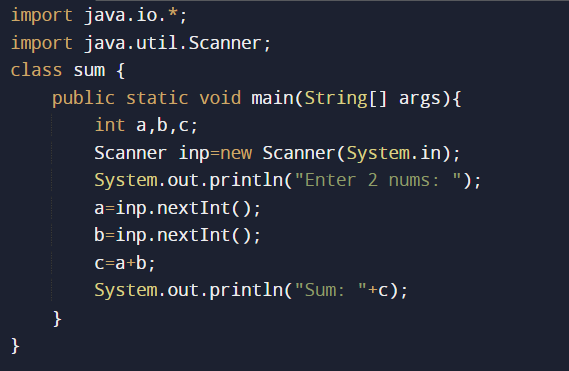 import java.io.*;
import java.util.Scanner;
class sum {
    public static void main(String[] args){
        int a,b,c;
        Scanner inp=new Scanner(System.in);
        System.out.println("Enter 2 nums: ");
        a=inp.nextInt();
        b=inp.nextInt();
        c=a+b;
        System.out.println("Sum: "+c);
    }
}